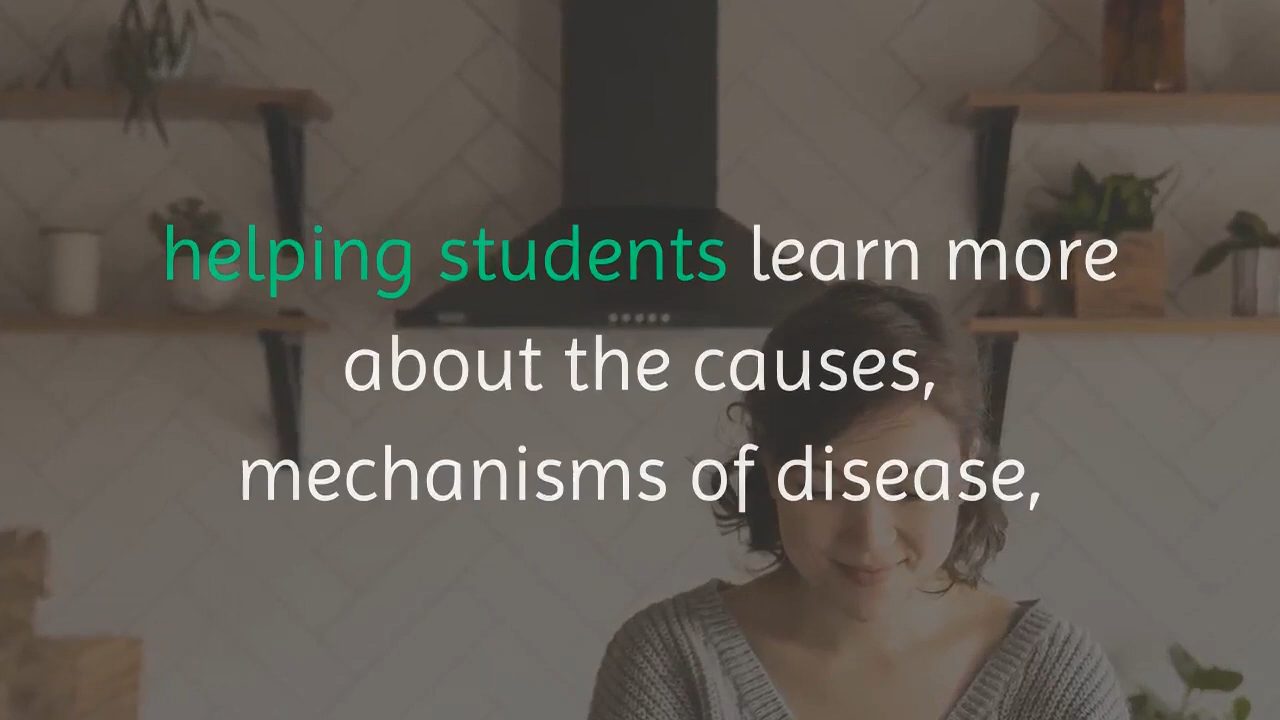 helping students learn more
about the causes,
mechanisms of disease,